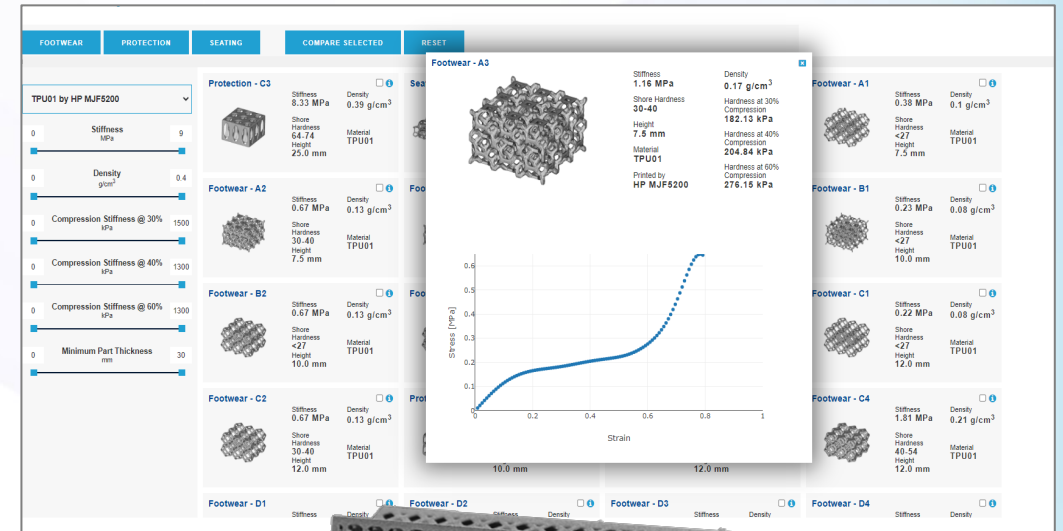 FOOTWEAR
PROTECTION
SEATING
COMPARE SELECTED
RESET
TPU01 by HP MJF5200
0 Stiffness 9
MPa
0 Density 0.4
g/cm³
0 Compression Stiffness @ 30% 1500
kPa
0 Compression Stiffness @ 40% 1300
kPa
0 Compression Stiffness @ 60% 1300
kPa
0 Minimum Part Thickness 30
mm
Protection - C3
Stiffness
8.33 MPa
Density
0.39 g/cm³
Shore
Hardness
64-74
Material
TPU01
Height
25.0 mm
Footwear - A3
Stiffness
1.16 MPa
Density
0.17 g/cm³
Shore Hardness
30-40
Hardness at 30%
Compression
182.13 kPa
Height
7.5 mm
Hardness at 40%
Compression
204.84 kPa
Material
TPU01
Hardness at 60%
Compression
276.15 kPa
Printed by
HP MJF5200
Stress [MPa]
0.6
0.5
0.4
0.3
0.2
0.1
0
0 0.2 0.4 0.6 0.8 1
Strain
Footwear - A1
Stiffness
0.38 MPa
Density
0.1 g/cm³
Shore
Hardness
<27
Material
TPU01
Height
7.5 mm
Footwear - A2
Stiffness
0.67 MPa
Density
0.13 g/cm³
Shore
Hardness
30-40
Material
TPU01
Height
7.5 mm
Footwear - B1
Stiffness
0.23 MPa
Density
0.08 g/cm³
Shore
Hardness
<27
Material
TPU01
Height
10.0 mm
Footwear - B2
Stiffness
0.67 MPa
Density
0.13 g/cm³
Shore
Hardness
<27
Material
TPU01
Height
10.0 mm
Footwear - C1
Stiffness
0.22 MPa
Density
0.08 g/cm³
Shore
Hardness
<27
Material
TPU01
Height
12.0 mm
Footwear - C2
Stiffness
0.67 MPa
Density
0.13 g/cm³
Shore
Hardness
30-40
Material
TPU01
Height
12.0 mm
10.0 mm
12.0 mm
Footwear - C4
Stiffness
1.81 MPa
Density
0.21 g/cm³
Shore
Hardness
40-54
Material
TPU01
Height
12.0 mm
Footwear - D1
Stiffness Density
Footwear - D2
Stiffness Density
Footwear - D3
Stiffness Density
Footwear - D4
Stiffness Density